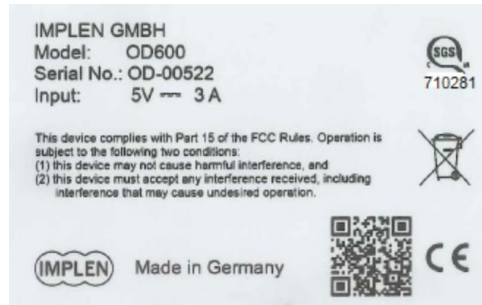 IMPLEN GMBH
Model: OD600
Serial No.: OD-00522
Input: 5V ⎓ 3 A
SGS
C US
710281
This device complies with Part 15 of the FCC Rules. Operation is
subject to the following two conditions:
(1) this device may not cause harmful interference, and
(2) this device must accept any interference received, including
interference that may cause undesired operation.
IMPLEN
Made in Germany
CE